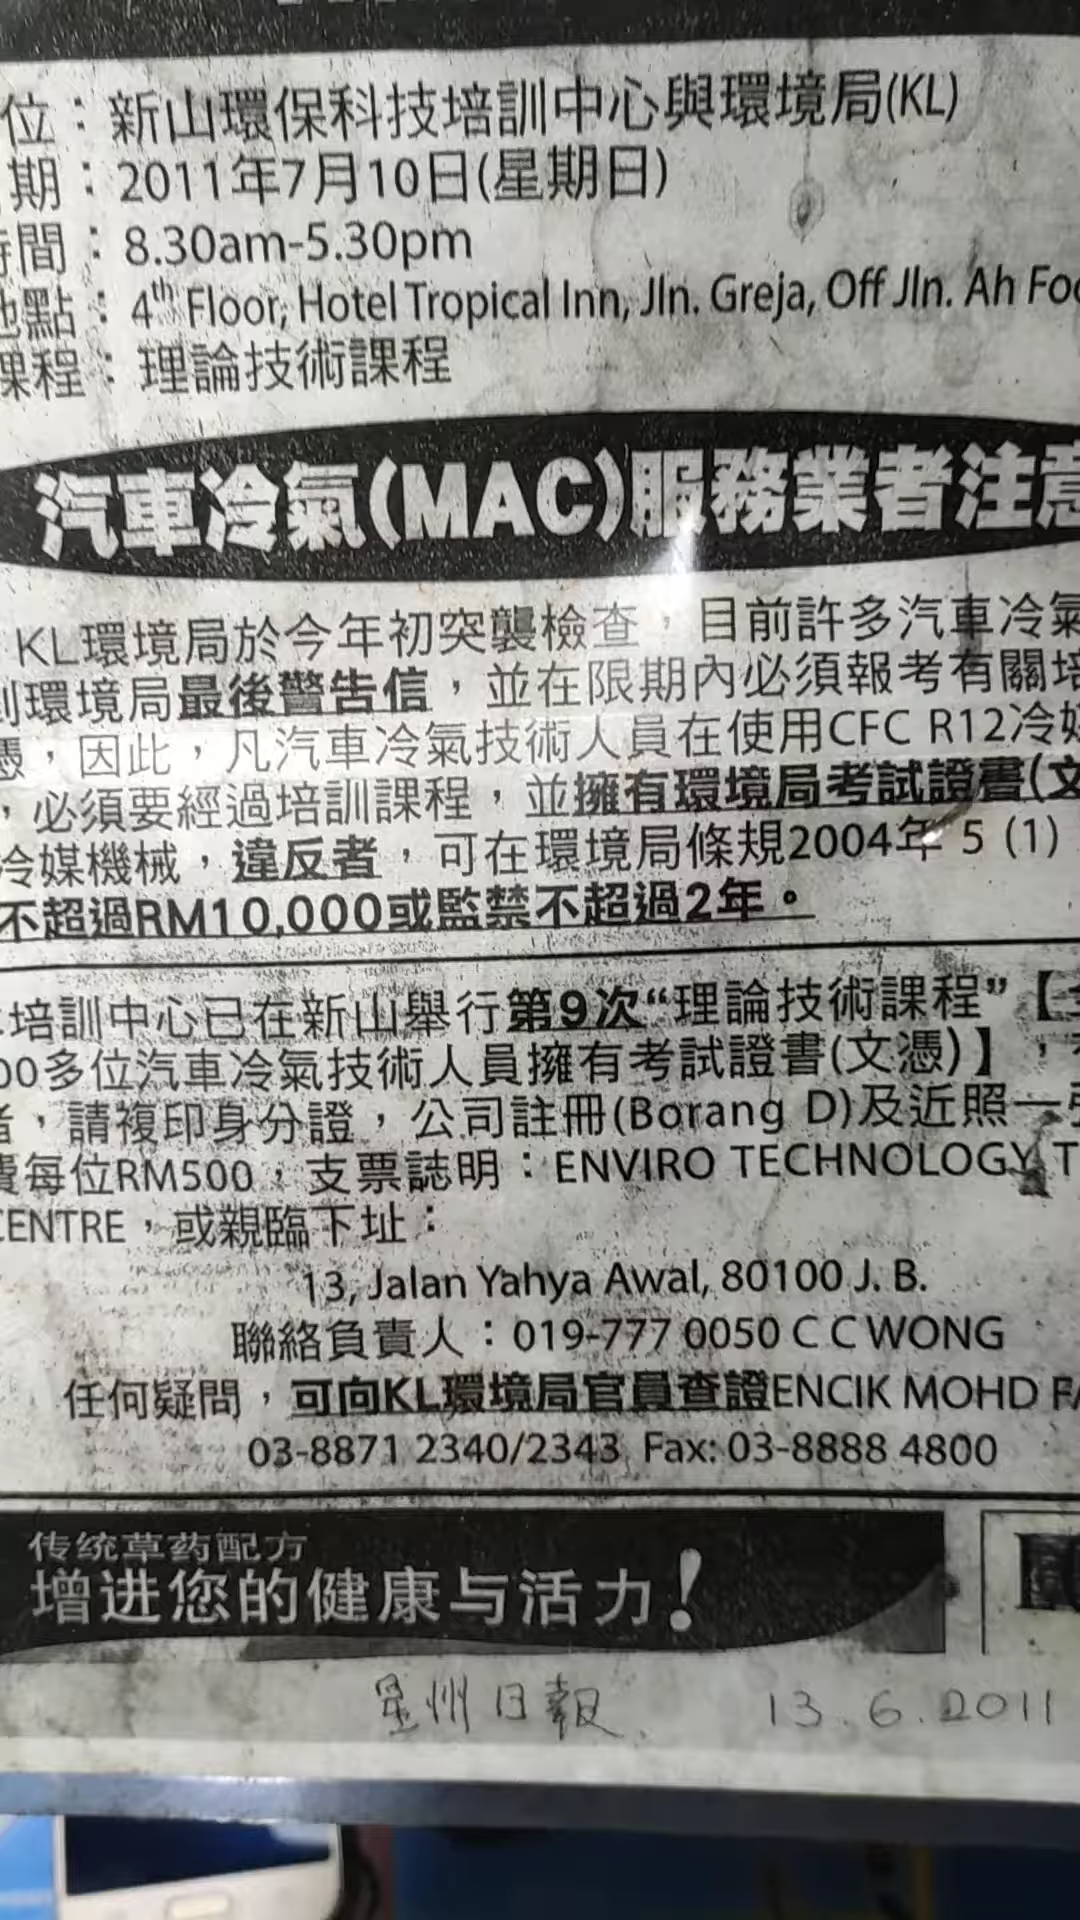 位：新山環保科技培訓中心與環境局(KL)
期：2011年7月10日(星期日)
時間：8.30am-5.30pm
地點：4th Floor, Hotel Tropical Inn, Jln. Greja, Off Jln. Ah Foo
課程：理論技術課程
汽車冷氣(MAC)服務業者注意
KL環境局於今年初突襲檢查，目前許多汽車冷氣
到環境局最後警告信，並在限期內必須報考有關培
憑，因此，凡汽車冷氣技術人員在使用CFC R12冷媒
，必須要經過培訓課程，並擁有環境局考試證書(文
冷媒機械，違反者，可在環境局條規2004年 5 (1)
不超過RM10,000或監禁不超過2年。
培訓中心已在新山舉行第9次“理論技術課程”【全
00多位汽車冷氣技術人員擁有考試證書(文憑)】，
者，請複印身分證，公司註冊(Borang D)及近照一張
費每位RM500，支票誌明：ENVIRO TECHNOLOGY T
CENTRE，或親臨下址：
13, Jalan Yahya Awal, 80100 J. B.
聯絡負責人：019-777 0050 C C WONG
任何疑問，可向KL環境局官員查證ENCIK MOHD FA
03-8871 2340/2343, Fax: 03-8888 4800
传统草药配方
增进您的健康与活力！
星州日報 13.6.2011